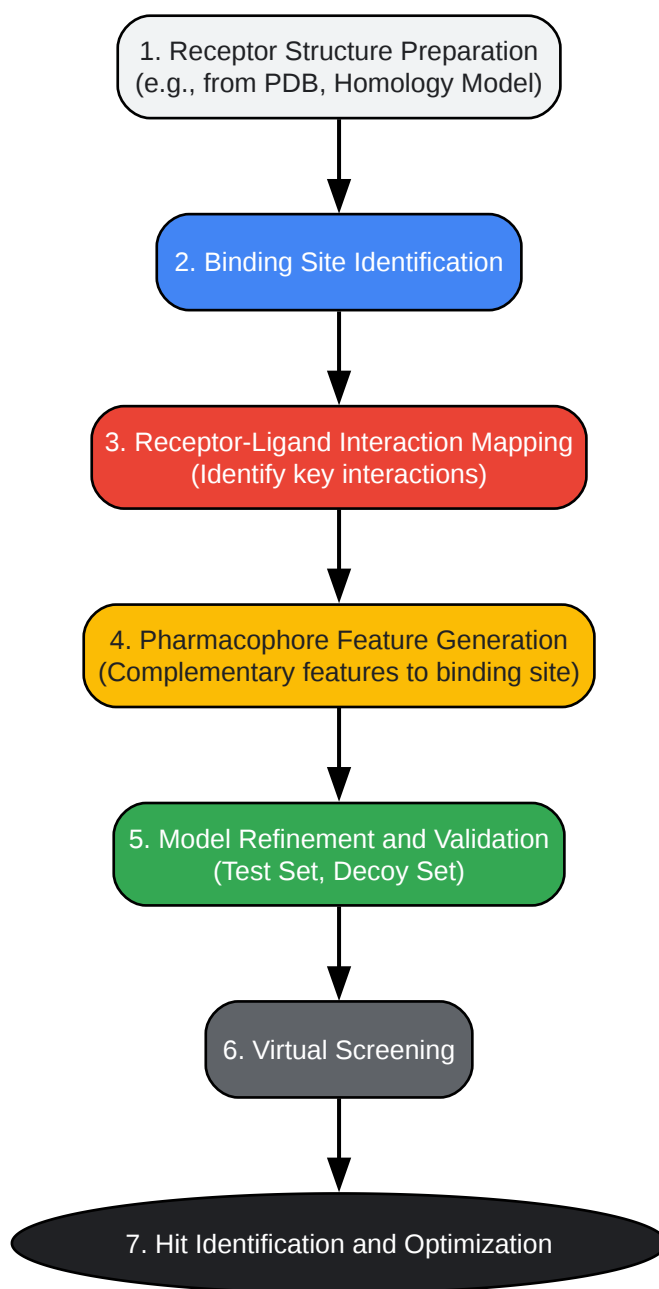 1. Receptor Structure Preparation
(e.g., from PDB, Homology Model)
2. Binding Site Identification
3. Receptor-Ligand Interaction Mapping
(Identify key interactions)
4. Pharmacophore Feature Generation
(Complementary features to binding site)
5. Model Refinement and Validation
(Test Set, Decoy Set)
6. Virtual Screening
7. Hit Identification and Optimization